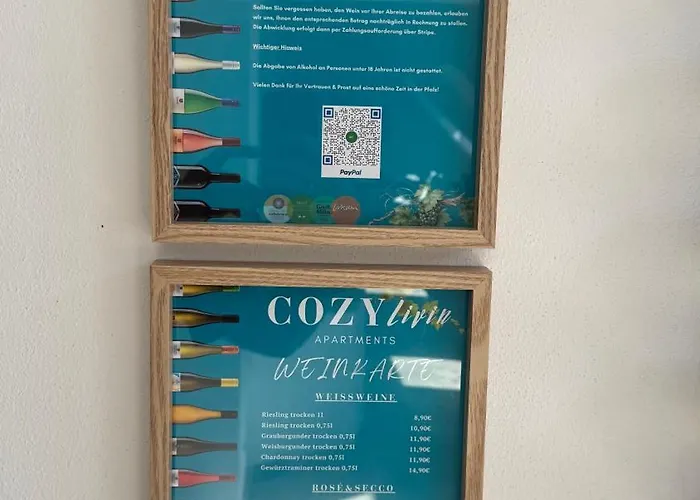 Sollten Sie vergessen haben, den Wein vor Ihrer Abreise zu bezahlen, erlauben
wir uns, Ihnen den entsprechenden Betrag nachträglich in Rechnung zu stellen.
Die Abwicklung erfolgt dann per Zahlungsaufforderung über Stripe.
Wichtiger Hinweis
Die Abgabe von Alkohol an Personen unter 18 Jahren ist nicht gestattet.
Vielen Dank für Ihr Vertrauen & Prost auf eine schöne Zeit in der Pfalz!
PayPal
COZY livin
APARTMENTS
WEINKARTE
WEISSWEINE
Riesling trocken 1l 8,90€
Riesling trocken 0,75l 10,90€
Grauburgunder trocken 0,75l 11,90€
Weisburgunder trocken 0,75l 11,90€
Chardonnay trocken 0,75l 11,90€
Gewürztraminer trocken 0,75l 14,90€
ROSÉ&SECCO